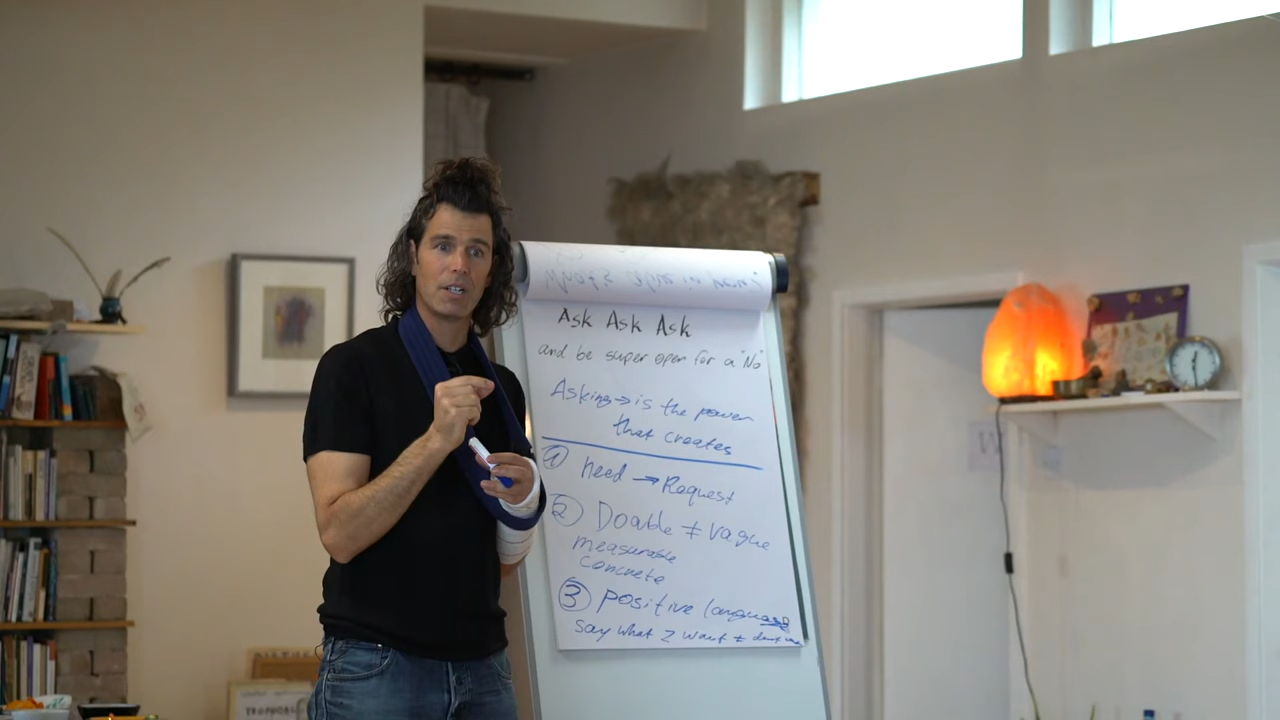 Ask Ask Ask
and be super open for a "No"
Asking → is the power
that creates
① need → Request
② Doable ≠ vague
measurable
concrete
③ positive language
say what I want ≠ don't